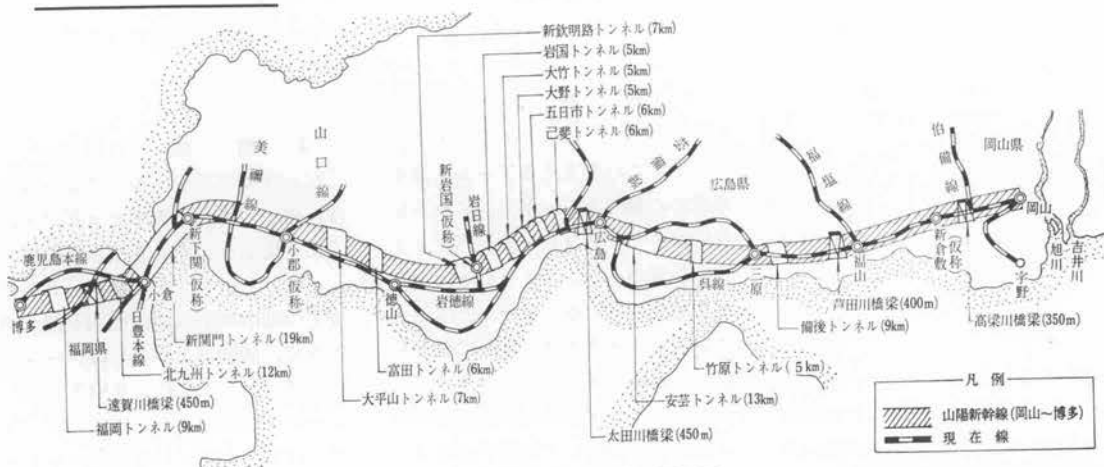 新欽明路トンネル(7km)
岩国トンネル(5km)
大竹トンネル(5km)
大野トンネル(5km)
五日市トンネル(6km)
己斐トンネル(6km)
美禰線
山口線
新岩国(仮称)
岩日線
広島県
伯備線
岡山県
鹿児島本線
新下関(仮称)
小郡(仮称)
広島
三原
福山
新倉敷(仮称)
岡山
旭川
吉井川
宇野
博多
小倉
徳山
岩徳線
呉線
福岡県
日豊本線
新関門トンネル(19km)
北九州トンネル(12km)
遠賀川橋梁(450m)
福岡トンネル(9km)
富田トンネル(6km)
大平山トンネル(7km)
太田川橋梁(450m)
安芸トンネル(13km)
竹原トンネル(5km)
備後トンネル(9km)
芦田川橋梁(400m)
高梁川橋梁(350m)
凡例
山陽新幹線(岡山~博多)
現在線